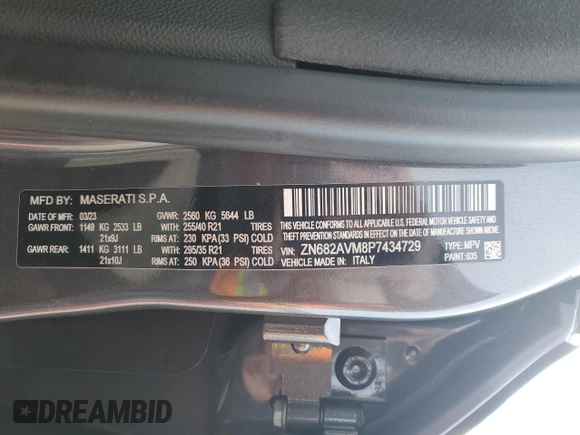 MFD BY: MASERATI S.P.A.
DATE OF MFD: 03/23 GVWR: 2560 KG 5644 LB
GAWR FRONT: 1149 KG 2533 LB WITH: 255/40 R21
21x9J TIRES AT: 230 KPA (33 PSI) COLD
GAWR REAR: 1411 KG 3111 LB WITH: 295/35 R21
21x10J TIRES AT: 250 KPA (36 PSI) COLD
THIS VEHICLE CONFORMS TO ALL APPLICABLE U.S. FEDERAL MOTOR VEHICLE
SAFETY, BUMPER AND THEFT PREVENTION STANDARDS IN EFFECT ON THE DATE OF MANUFACTURE SHOWN ABOVE.
VIN: ZN682AVM8P7434729 TYPE: MPV
VEHICLE MADE IN: ITALY PAINT: 035
DREAMBID